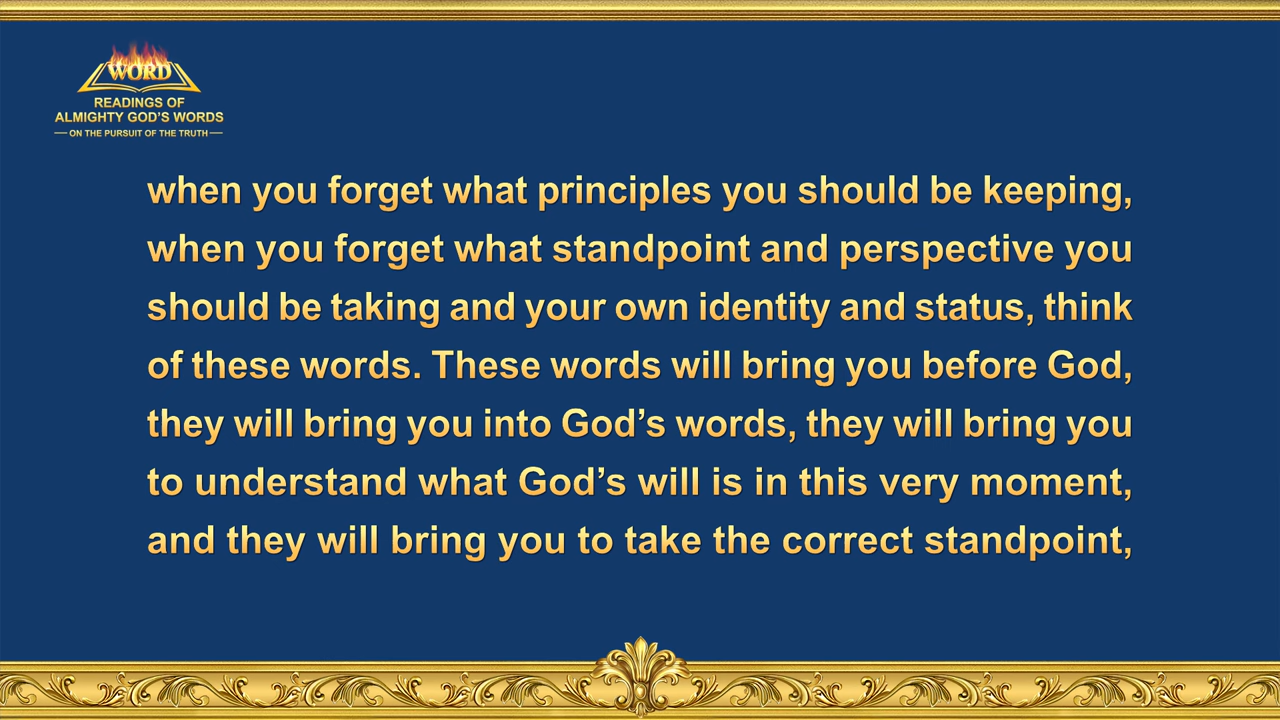 WORD
READINGS OF
ALMIGHTY GOD'S WORDS
— ON THE PURSUIT OF THE TRUTH —
when you forget what principles you should be keeping,
when you forget what standpoint and perspective you
should be taking and your own identity and status, think
of these words. These words will bring you before God,
they will bring you into God’s words, they will bring you
to understand what God’s will is in this very moment,
and they will bring you to take the correct standpoint,